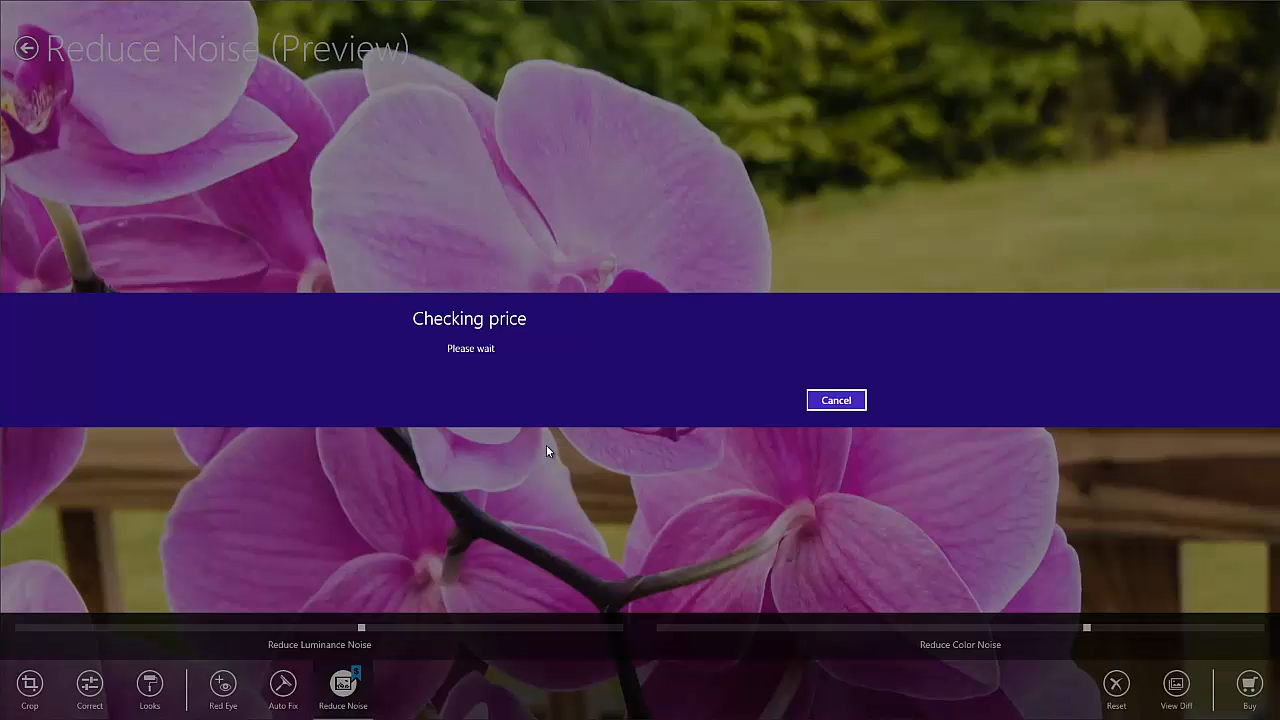 Reduce Noise (Preview)
Checking price
Please wait
Cancel
Reduce Luminance Noise
Reduce Color Noise
Crop
Correct
Looks
Red Eye
Auto Fix
$
Reduce Noise
Reset
View Diff
Buy